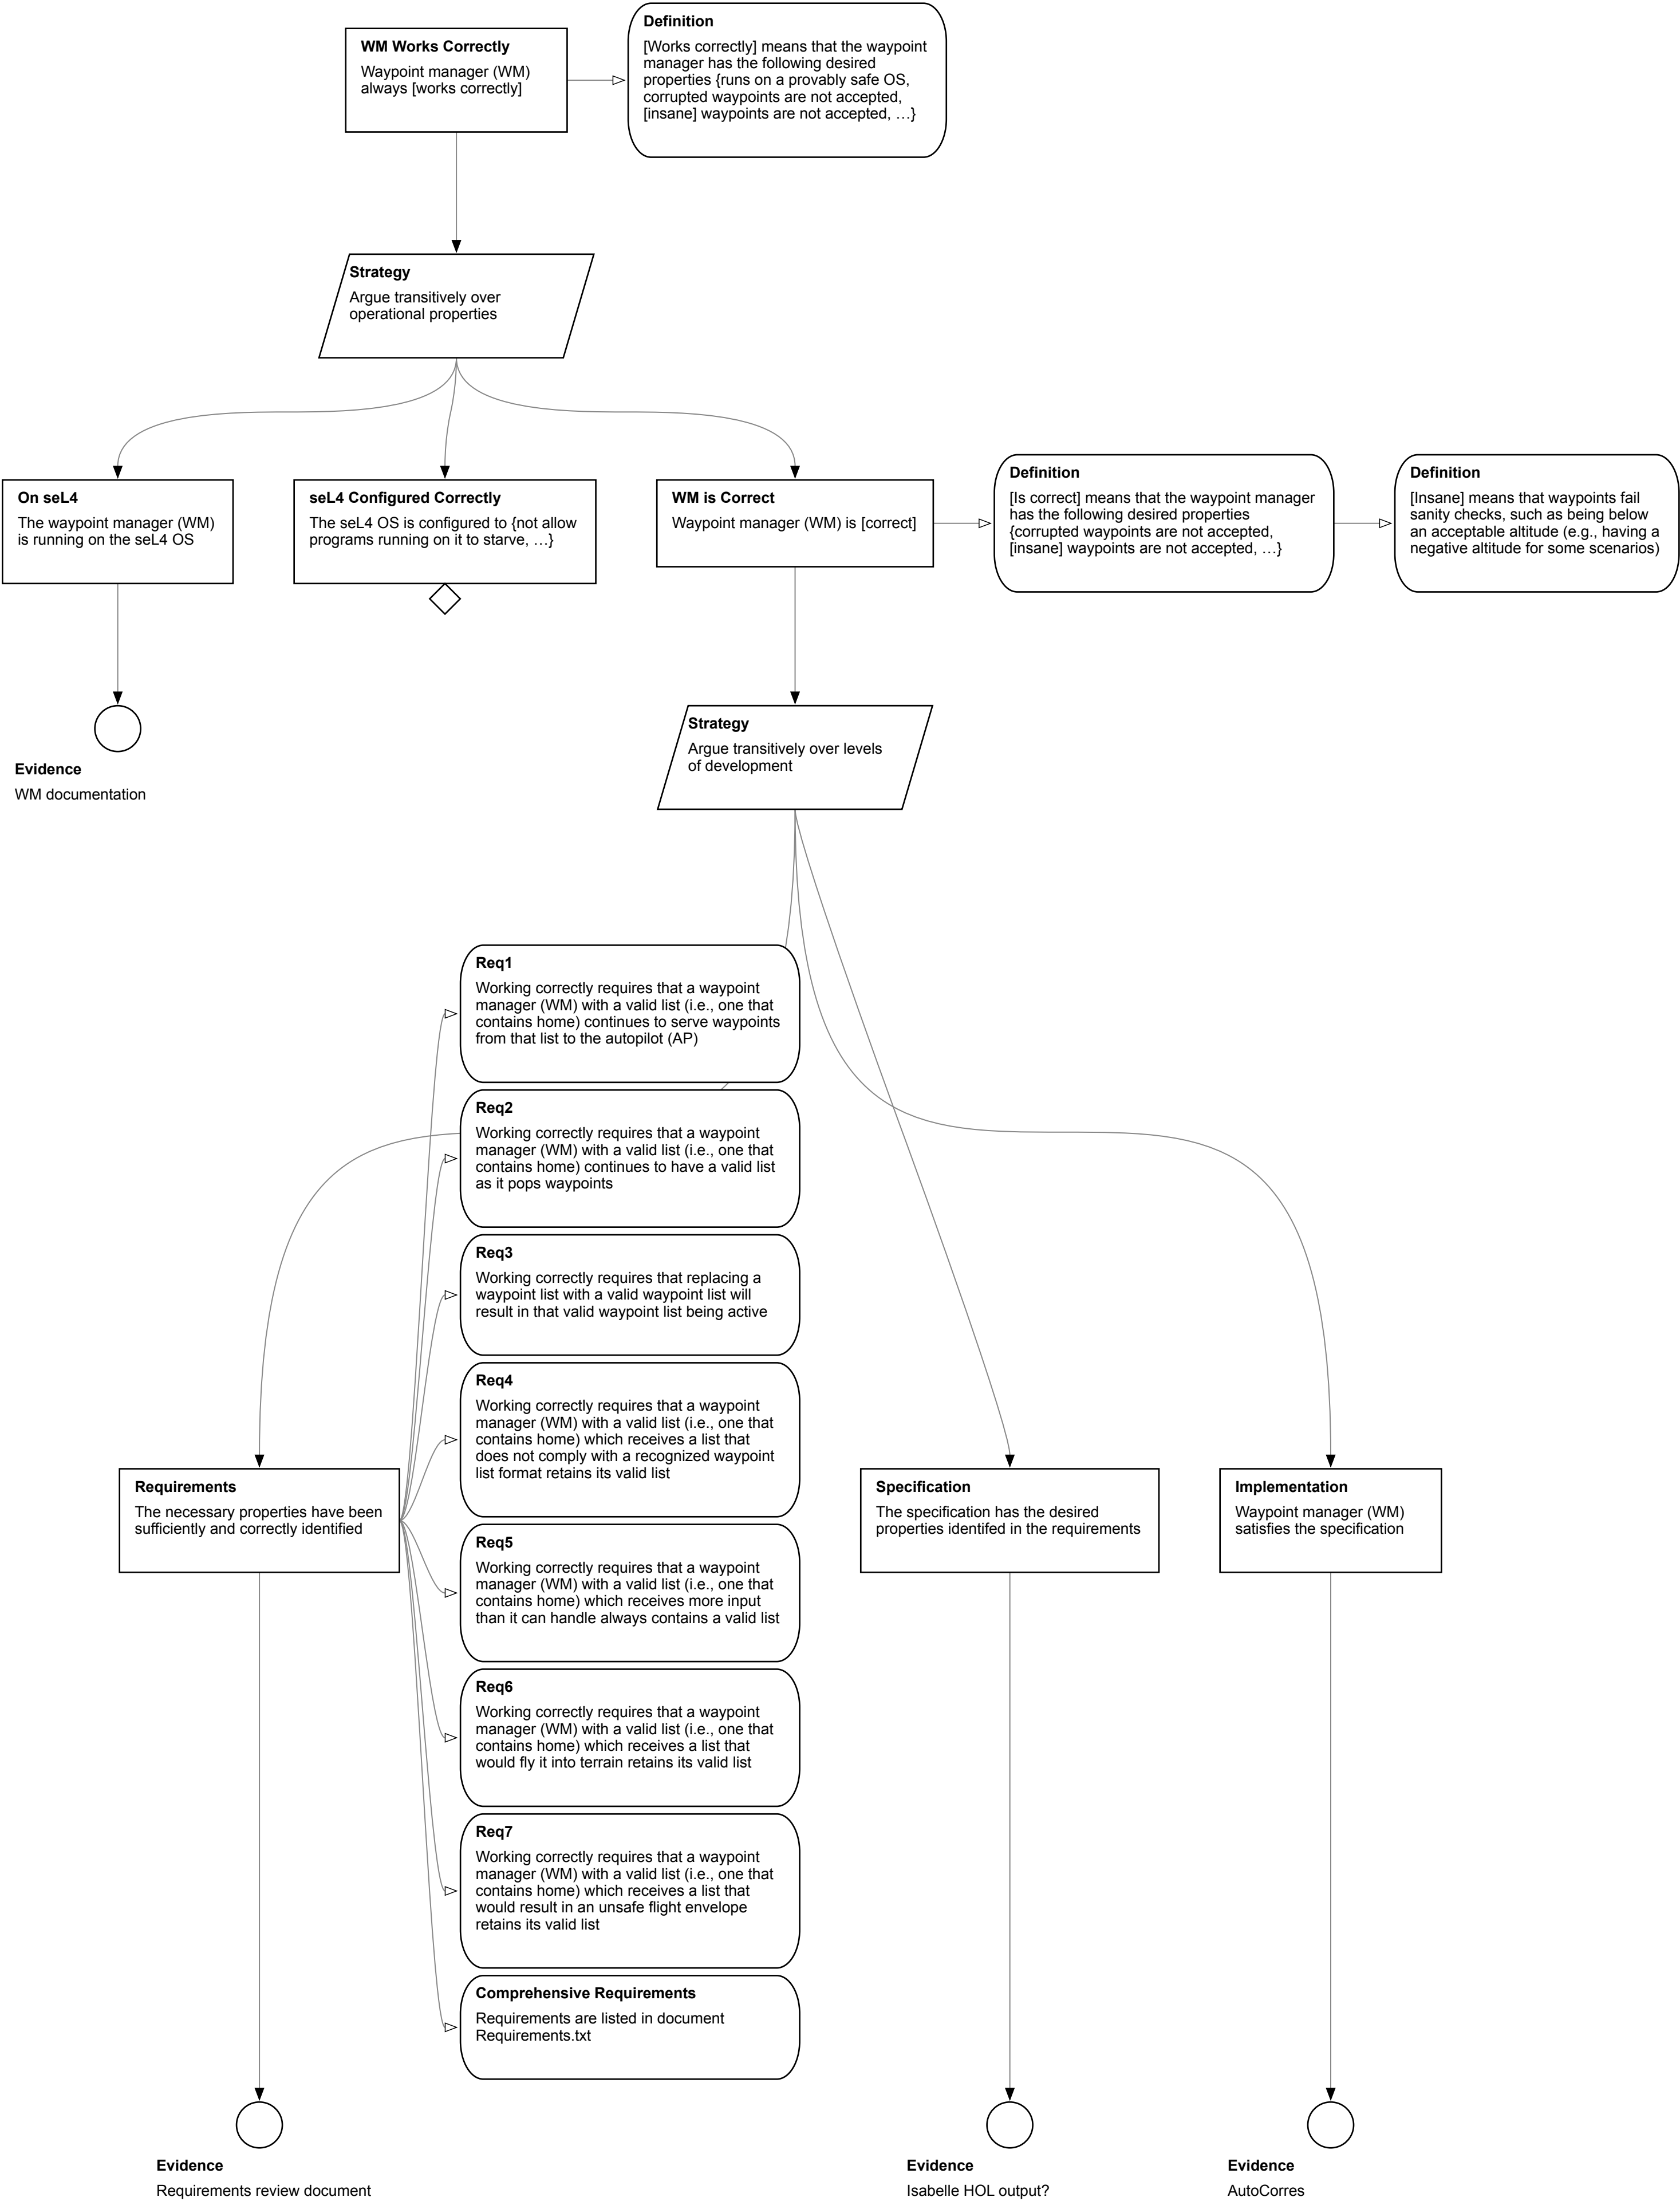 WM Works Correctly
Waypoint manager (WM)
always [works correctly]
Definition
[Works correctly] means that the waypoint
manager has the following desired
properties {runs on a provably safe OS,
corrupted waypoints are not accepted,
[insane] waypoints are not accepted, …}
Strategy
Argue transitively over
operational properties
On seL4
The waypoint manager (WM)
is running on the seL4 OS
seL4 Configured Correctly
The seL4 OS is configured to {not allow
programs running on it to starve, …}
WM is Correct
Waypoint manager (WM) is [correct]
Definition
[Is correct] means that the waypoint manager
has the following desired properties
{corrupted waypoints are not accepted,
[insane] waypoints are not accepted, …}
Definition
[Insane] means that waypoints fail
sanity checks, such as being below
an acceptable altitude (e.g., having a
negative altitude for some scenarios)
Evidence
WM documentation
Strategy
Argue transitively over levels
of development
Req1
Working correctly requires that a waypoint
manager (WM) with a valid list (i.e., one that
contains home) continues to serve waypoints
from that list to the autopilot (AP)
Req2
Working correctly requires that a waypoint
manager (WM) with a valid list (i.e., one that
contains home) continues to have a valid list
as it pops waypoints
Req3
Working correctly requires that replacing a
waypoint list with a valid waypoint list will
result in that valid waypoint list being active
Req4
Working correctly requires that a waypoint
manager (WM) with a valid list (i.e., one that
contains home) which receives a list that
does not comply with a recognized waypoint
list format retains its valid list
Requirements
The necessary properties have been
sufficiently and correctly identified
Specification
The specification has the desired
properties identifed in the requirements
Implementation
Waypoint manager (WM)
satisfies the specification
Req5
Working correctly requires that a waypoint
manager (WM) with a valid list (i.e., one that
contains home) which receives more input
than it can handle always contains a valid list
Req6
Working correctly requires that a waypoint
manager (WM) with a valid list (i.e., one that
contains home) which receives a list that
would fly it into terrain retains its valid list
Req7
Working correctly requires that a waypoint
manager (WM) with a valid list (i.e., one that
contains home) which receives a list that
would result in an unsafe flight envelope
retains its valid list
Comprehensive Requirements
Requirements are listed in document
Requirements.txt
Evidence
Requirements review document
Evidence
Isabelle HOL output?
Evidence
AutoCorres